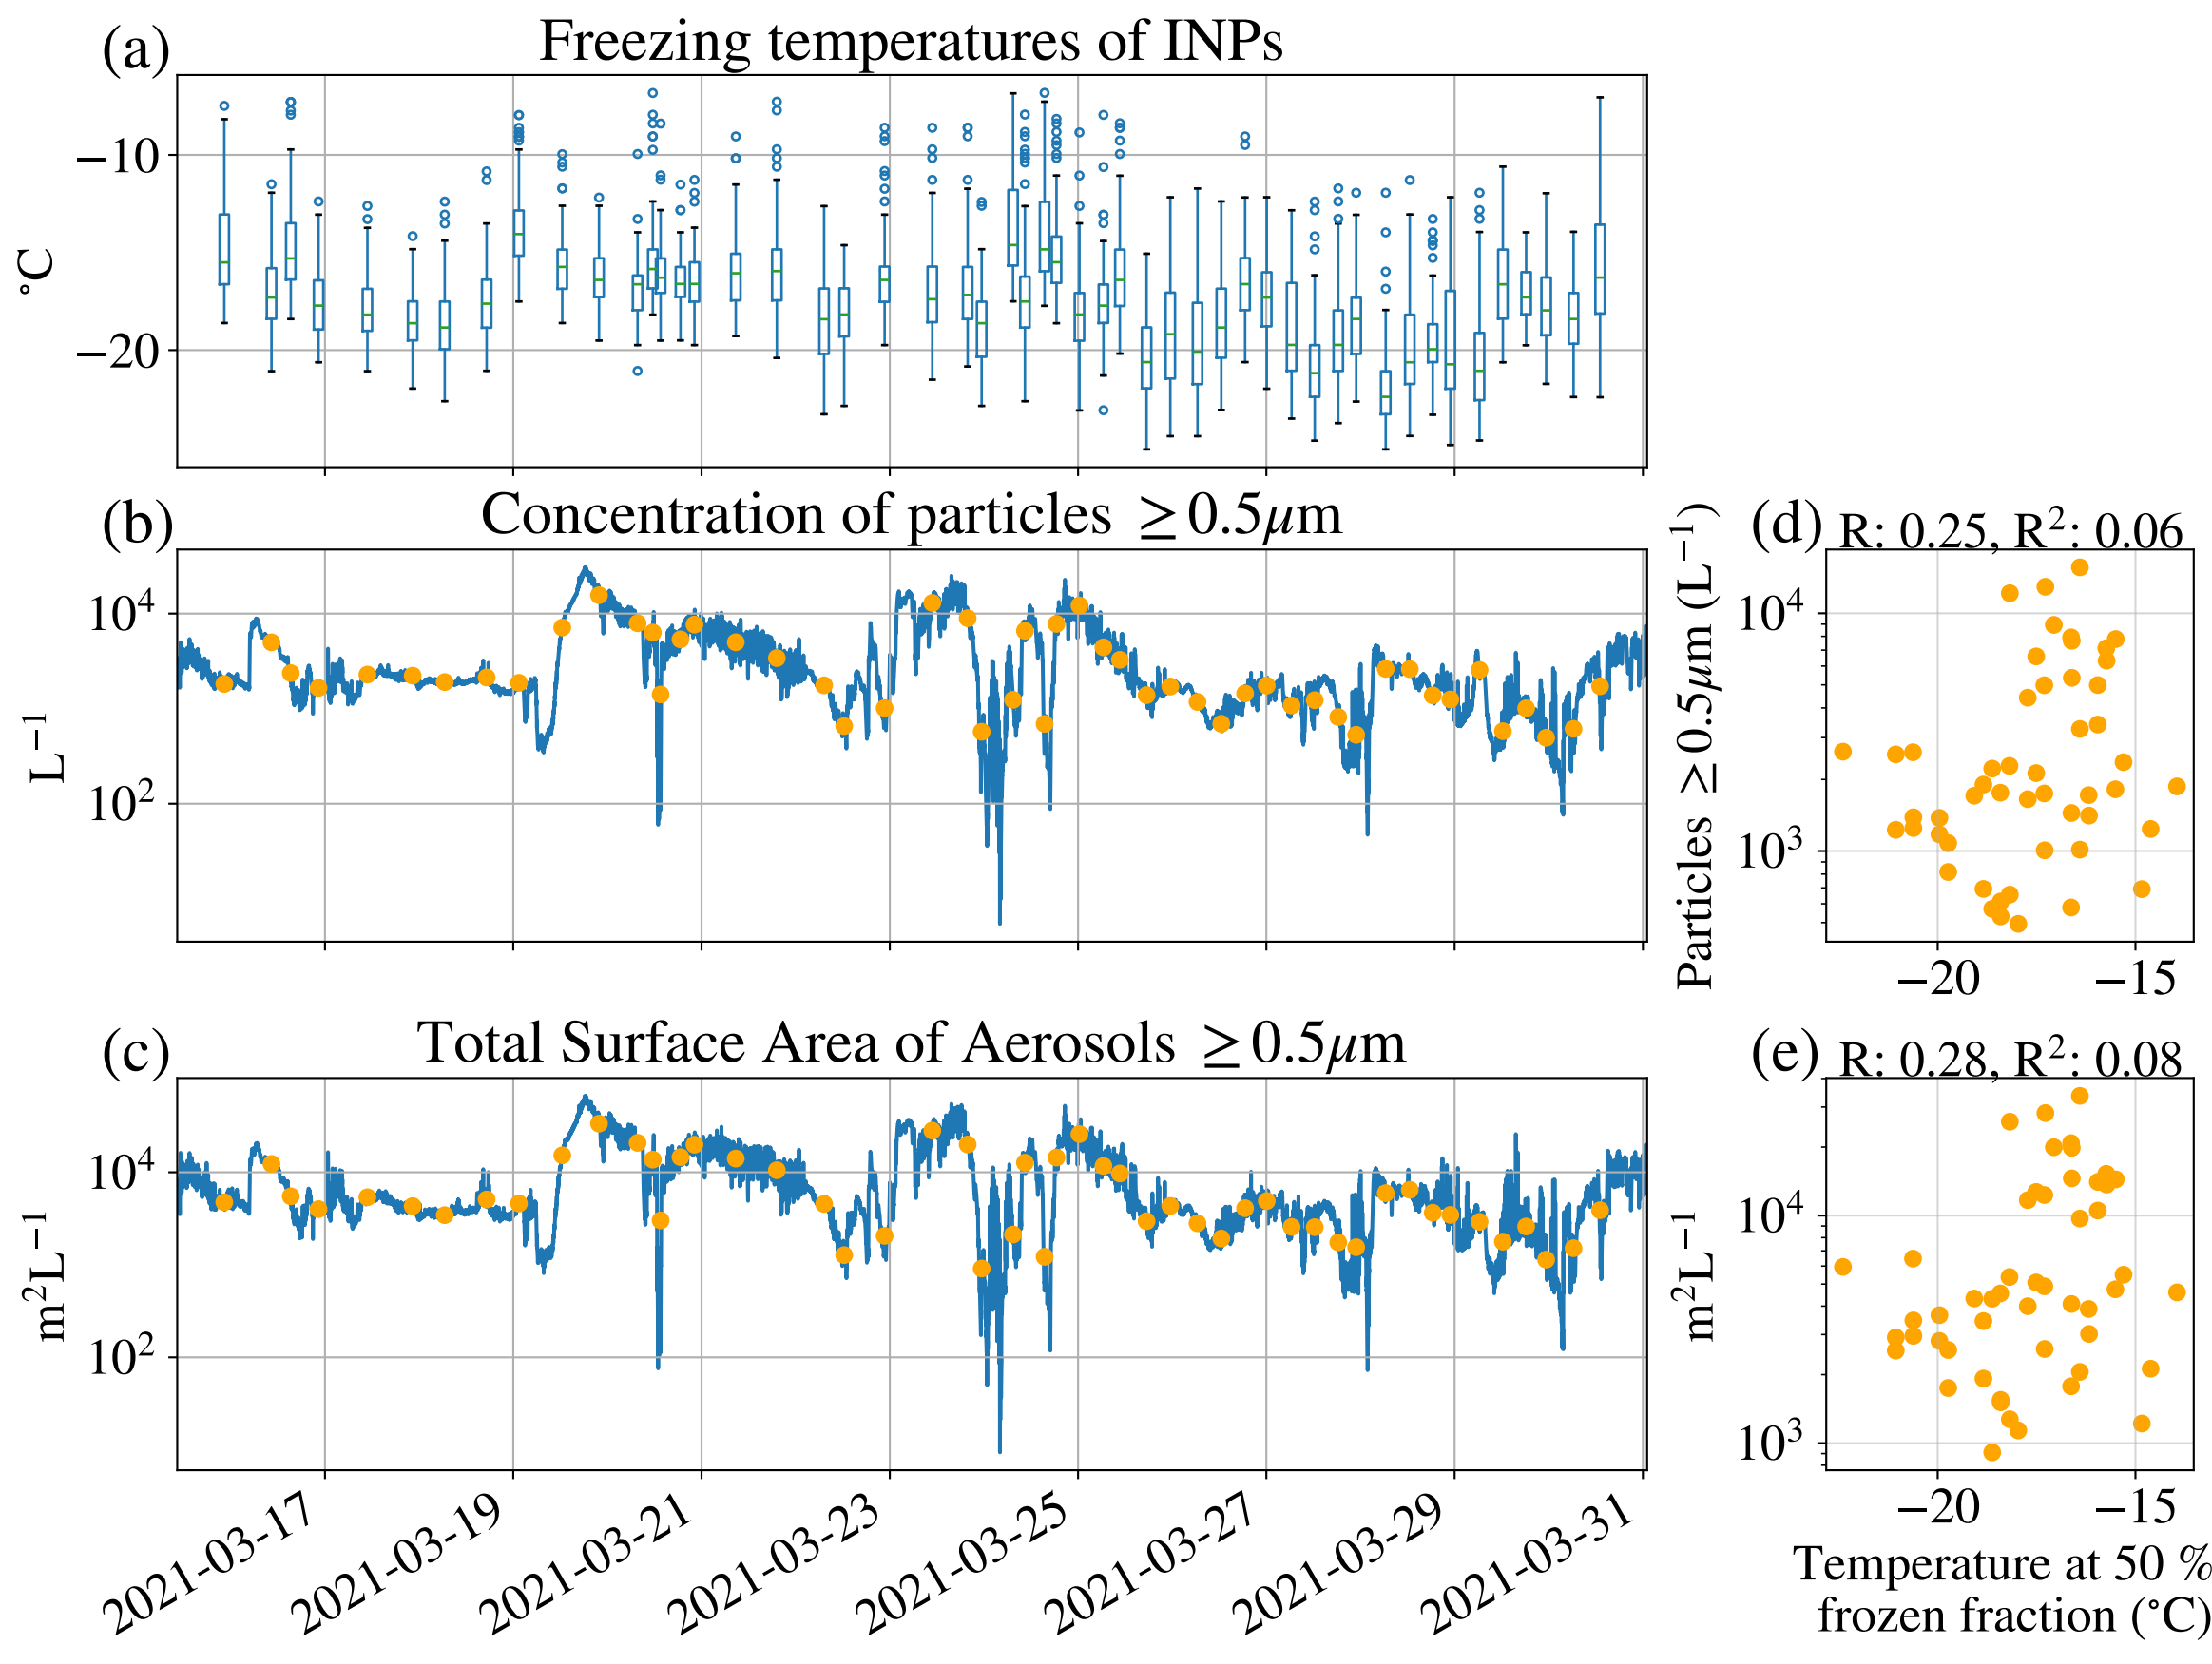 (a) Freezing temperatures of INPs
−10
−20
°C
(b) Concentration of particles ≥0.5μm
10⁴
10²
L⁻¹
(d) R: 0.25, R²: 0.06
Particles ≥0.5μm (L⁻¹)
10⁴
10³
−20 −15
(c) Total Surface Area of Aerosols ≥0.5μm
10⁴
10²
m²L⁻¹
2021-03-17 2021-03-19 2021-03-21 2021-03-23 2021-03-25 2021-03-27 2021-03-29 2021-03-31
(e) R: 0.28, R²: 0.08
m²L⁻¹
10⁴
10³
−20 −15
Temperature at 50 %
frozen fraction (°C)